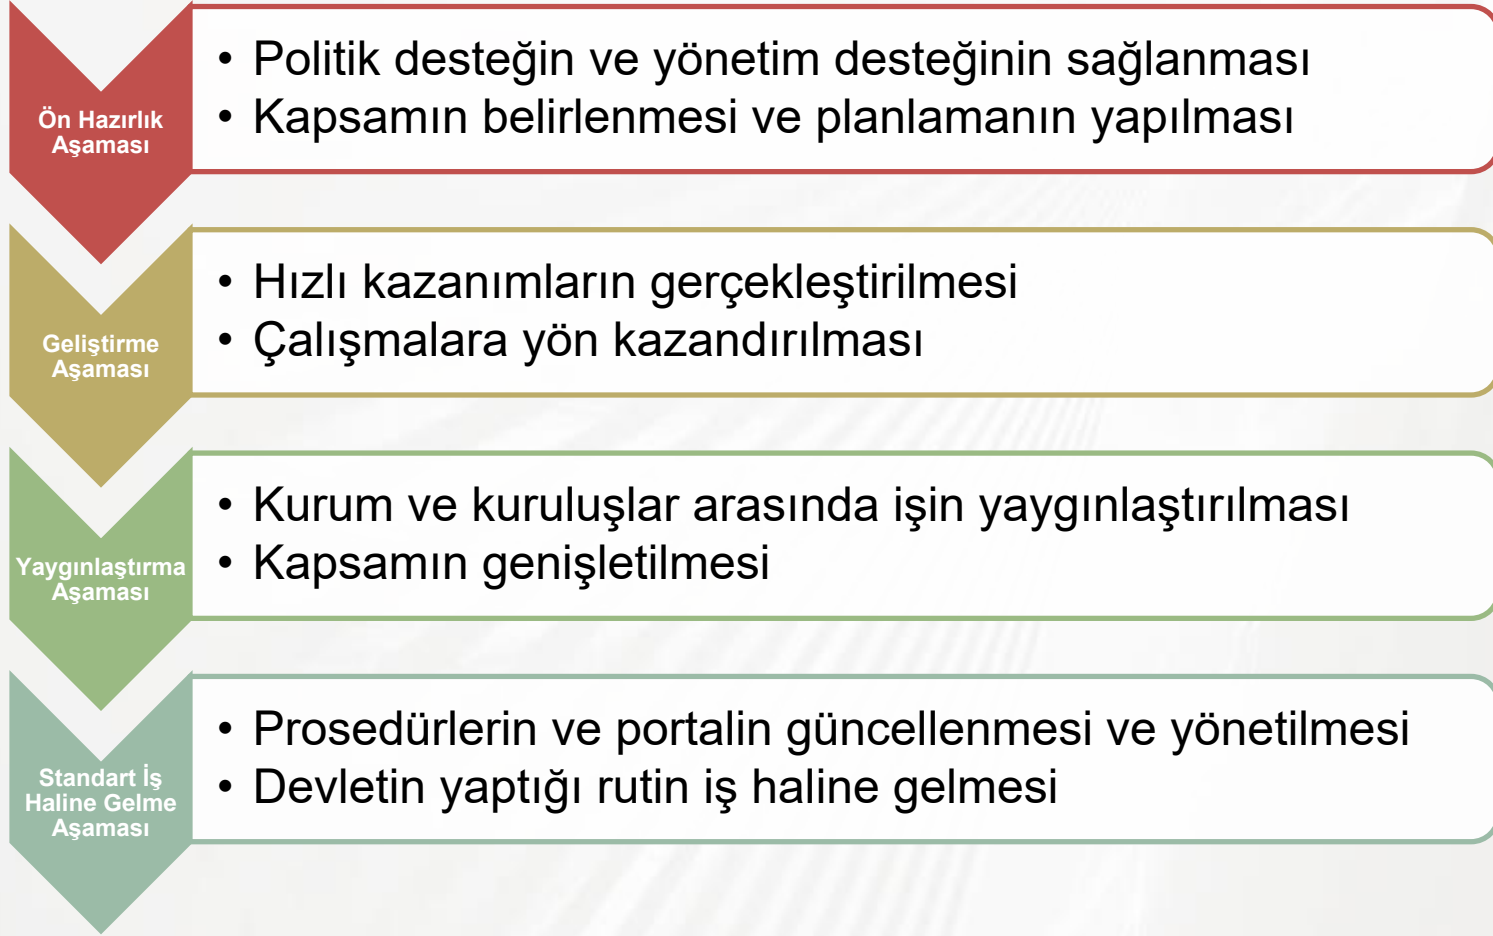 Ön Hazırlık
Aşaması
• Politik desteğin ve yönetim desteğinin sağlanması
• Kapsamın belirlenmesi ve planlamanın yapılması
Geliştirme
Aşaması
• Hızlı kazanımların gerçekleştirilmesi
• Çalışmalara yön kazandırılması
Yaygınlaştırma
Aşaması
• Kurum ve kuruluşlar arasında işin yaygınlaştırılması
• Kapsamın genişletilmesi
Standart İş
Haline Gelme
Aşaması
• Prosedürlerin ve portalin güncellenmesi ve yönetilmesi
• Devletin yaptığı rutin iş haline gelmesi